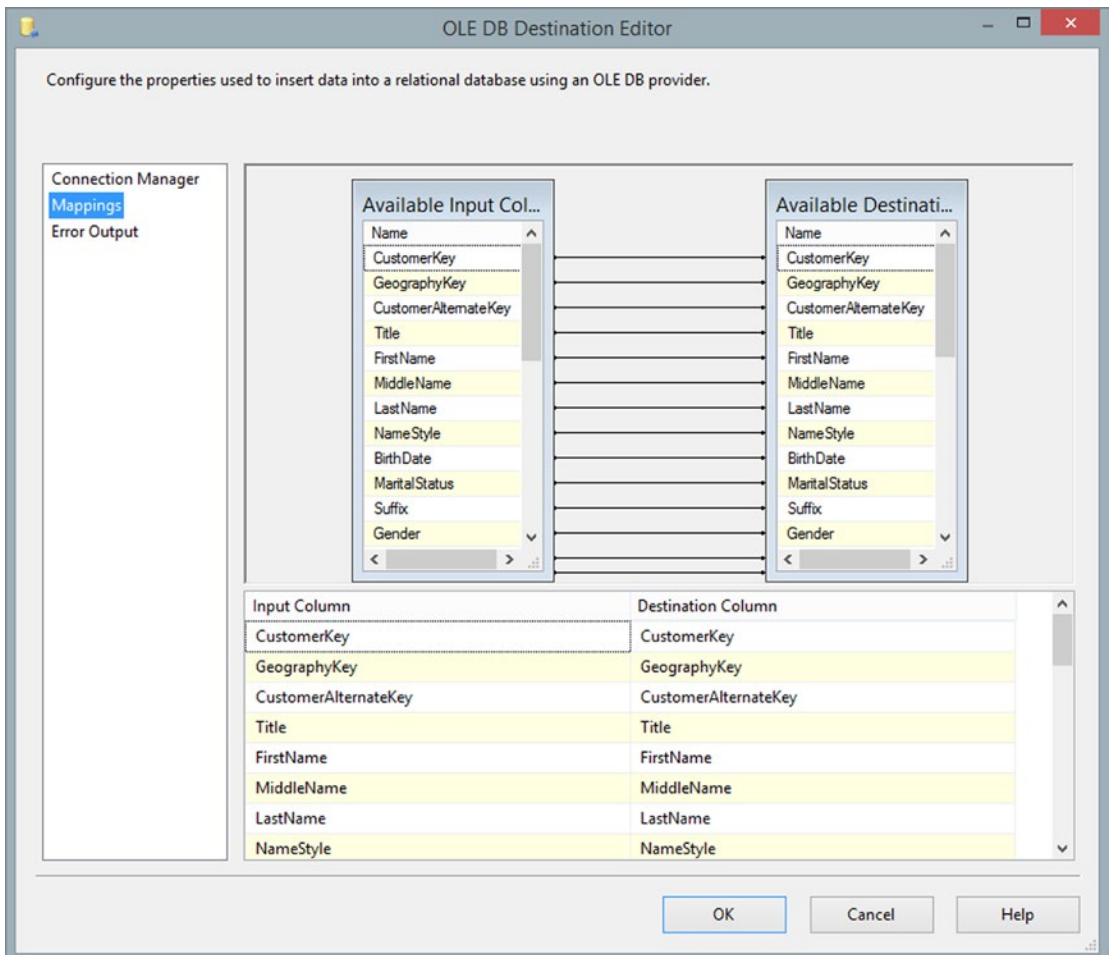 OLE DB Destination Editor
Configure the properties used to insert data into a relational database using an OLE DB provider.
Connection Manager
Mappings
Error Output
Available Input Col...
Name
CustomerKey
GeographyKey
CustomerAlternateKey
Title
FirstName
MiddleName
LastName
NameStyle
BirthDate
MaritalStatus
Suffix
Gender
Available Destinati...
Name
CustomerKey
GeographyKey
CustomerAlternateKey
Title
FirstName
MiddleName
LastName
NameStyle
BirthDate
MaritalStatus
Suffix
Gender
Input Column Destination Column
CustomerKey CustomerKey
GeographyKey GeographyKey
CustomerAlternateKey CustomerAlternateKey
Title Title
FirstName FirstName
MiddleName MiddleName
LastName LastName
NameStyle NameStyle
OK Cancel Help